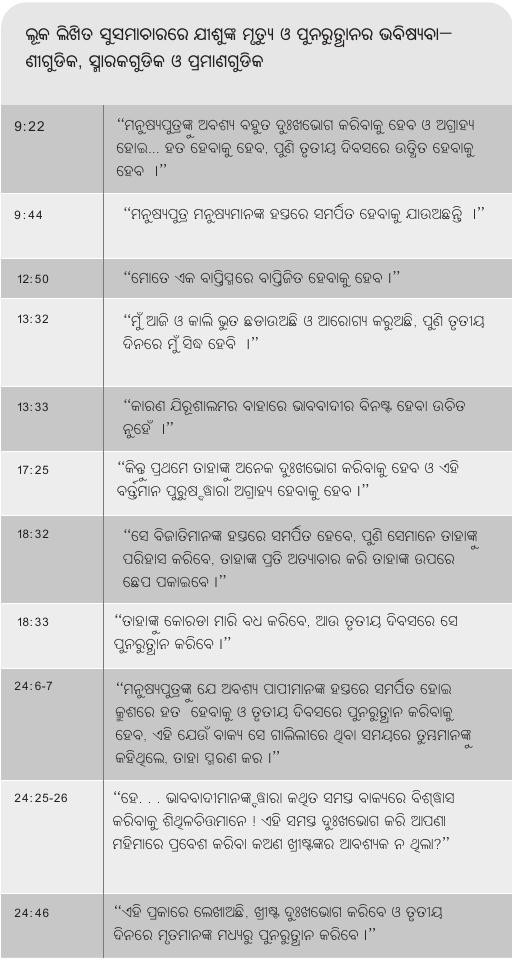 ଲୂକ ଲିଖିତ ସୁସମାଚାରରେ ଯୀଶୁଙ୍କ ମୃତ୍ୟୁ ଓ ପୁନରୁତ୍ଥାନର ଭବିଷ୍ୟବା–
ଣୀଗୁଡିକ, ସ୍ମାରକଗୁଡିକ ଓ ପ୍ରମାଣଗୁଡିକ
9:22
“ମନୁଷ୍ୟପୁତ୍ରଙ୍କୁ ଅବଶ୍ୟ ବହୁତ ଦୁଃଖଭୋଗ କରିବାକୁ ହେବ ଓ ଅଗ୍ରାହ୍ୟ
ହୋଇ... ହତ ହେବାକୁ ହେବ, ପୁଣି ତୃତୀୟ ଦିବସରେ ଉତ୍ଥିତ ହେବାକୁ
ହେବ ।”
9:44
“ମନୁଷ୍ୟପୁତ୍ର ମନୁଷ୍ୟମାନଙ୍କ ହସ୍ତରେ ସମର୍ପିତ ହେବାକୁ ଯାଉଅଛନ୍ତି ।”
12:50
“ମୋତେ ଏକ ବାପ୍ତିସ୍ମରେ ବାପ୍ତିଜିତ ହେବାକୁ ହେବ ।”
13:32
“ମୁଁ ଆଜି ଓ କାଲି ଭୁତ ଛଡାଉଅଛି ଓ ଆରୋଗ୍ୟ କରୁଅଛି, ପୁଣି ତୃତୀୟ
ଦିନରେ ମୁଁ ସିଦ୍ଧ ହେବି ।”
13:33
“କାରଣ ଯିରୂଶାଲମର ବାହାରେ ଭାବବାଦୀର ବିନଷ୍ଟ ହେବା ଉଚିତ
ନୁହେଁ ।”
17:25
“କିନ୍ତୁ ପ୍ରଥମେ ତାହାଙ୍କୁ ଅନେକ ଦୁଃଖଭୋଗ କରିବାକୁ ହେବ ଓ ଏହି
ବର୍ତ୍ତମାନ ପୁରୁଷଦ୍ୱାରା ଅଗ୍ରାହ୍ୟ ହେବାକୁ ହେବ ।”
18:32
“ସେ ବିଜାତିମାନଙ୍କ ହସ୍ତରେ ସମର୍ପିତ ହେବେ, ପୁଣି ସେମାନେ ତାହାଙ୍କୁ
ପରିହାସ କରିବେ, ତାହାଙ୍କ ପ୍ରତି ଅତ୍ୟାଚାର କରି ତାହାଙ୍କ ଉପରେ
ଛେପ ପକାଇବେ ।”
18:33
“ତାହାଙ୍କୁ କୋରଡା ମାରି ବଧ କରିବେ, ଆଉ ତୃତୀୟ ଦିବସରେ ସେ
ପୁନରୁତ୍ଥାନ କରିବେ ।”
24:6-7
“ମନୁଷ୍ୟପୁତ୍ରଙ୍କୁ ଯେ ଅବଶ୍ୟ ପାପୀମାନଙ୍କ ହସ୍ତରେ ସମର୍ପିତ ହୋଇ
କ୍ରୁଶରେ ହତ ହେବାକୁ ଓ ତୃତୀୟ ଦିବସରେ ପୁନରୁତ୍ଥାନ କରିବାକୁ
ହେବ, ଏହି ଯେଉଁ ବାକ୍ୟ ସେ ଗାଲିଲୀରେ ଥିବା ସମୟରେ ତୁମ୍ଭମାନଙ୍କୁ
କହିଥିଲେ, ତାହା ସ୍ମରଣ କର ।”
24:25-26
“ହେ. . . ଭାବବାଦୀମାନଙ୍କଦ୍ୱାରା କଥିତ ସମସ୍ତ ବାକ୍ୟରେ ବିଶ୍ୱାସ
କରିବାକୁ ଶିଥିଳଚିତ୍ତମାନେ ! ଏହି ସମସ୍ତ ଦୁଃଖଭୋଗ କରି ଆପଣା
ମହିମାରେ ପ୍ରବେଶ କରିବା କଅଣ ଖ୍ରୀଷ୍ଟଙ୍କର ଆବଶ୍ୟକ ନ ଥିଲା?”
24:46
“ଏହି ପ୍ରକାରେ ଲେଖାଅଛି, ଖ୍ରୀଷ୍ଟ ଦୁଃଖଭୋଗ କରିବେ ଓ ତୃତୀୟ
ଦିନରେ ମୃତମାନଙ୍କ ମଧ୍ୟରୁ ପୁନରୁତ୍ଥାନ କରିବେ ।”